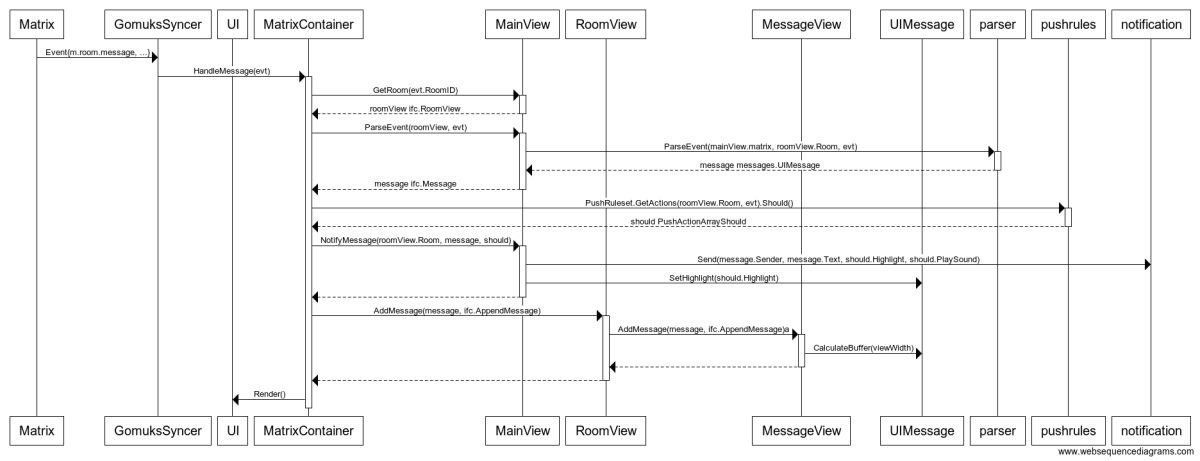 Matrix GomuksSyncer UI MatrixContainer MainView RoomView MessageView UIMessage parser pushrules notification
Event{m.room.message, ...}
HandleMessage(evt)
GetRoom(evt.RoomID)
roomView ifc.RoomView
ParseEvent(roomView, evt)
ParseEvent(mainView.matrix, roomView.Room, evt)
message messages.UIMessage
message ifc.Message
PushRuleset.GetActions(roomView.Room, evt).Should()
should PushActionArrayShould
NotifyMessage(roomView.Room, message, should)
Send(message.Sender, message.Text, should.Highlight, should.PlaySound)
SetHighlight(should.Highlight)
AddMessage(message, ifc.AppendMessage)
AddMessage(message, ifc.AppendMessage)a
CalculateBuffer(viewWidth)
Render()
Matrix GomuksSyncer UI MatrixContainer MainView RoomView MessageView UIMessage parser pushrules notification
www.websequencediagrams.com